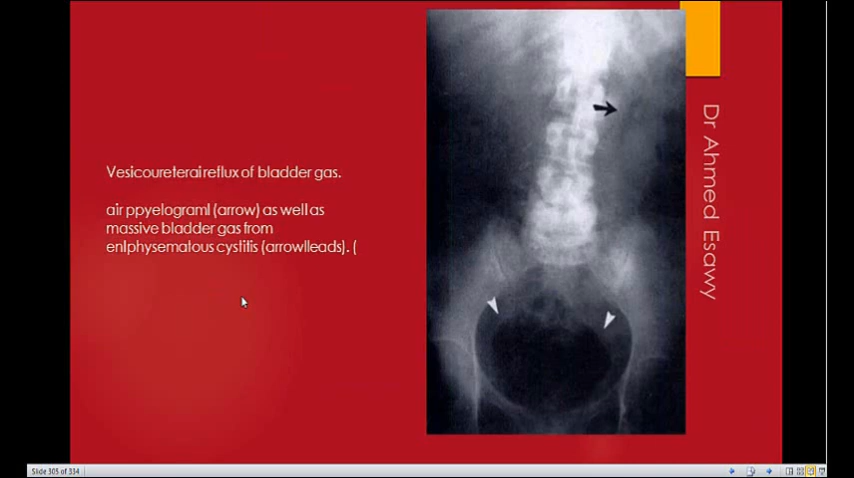 Vesicoureterai reflux of bladder gas.
air ppyelograml (arrow) as well as
massive bladder gas from
enlphysematous cystitis (arrowlleads). (
Dr Ahmed Esawy
Slide 305 of 334